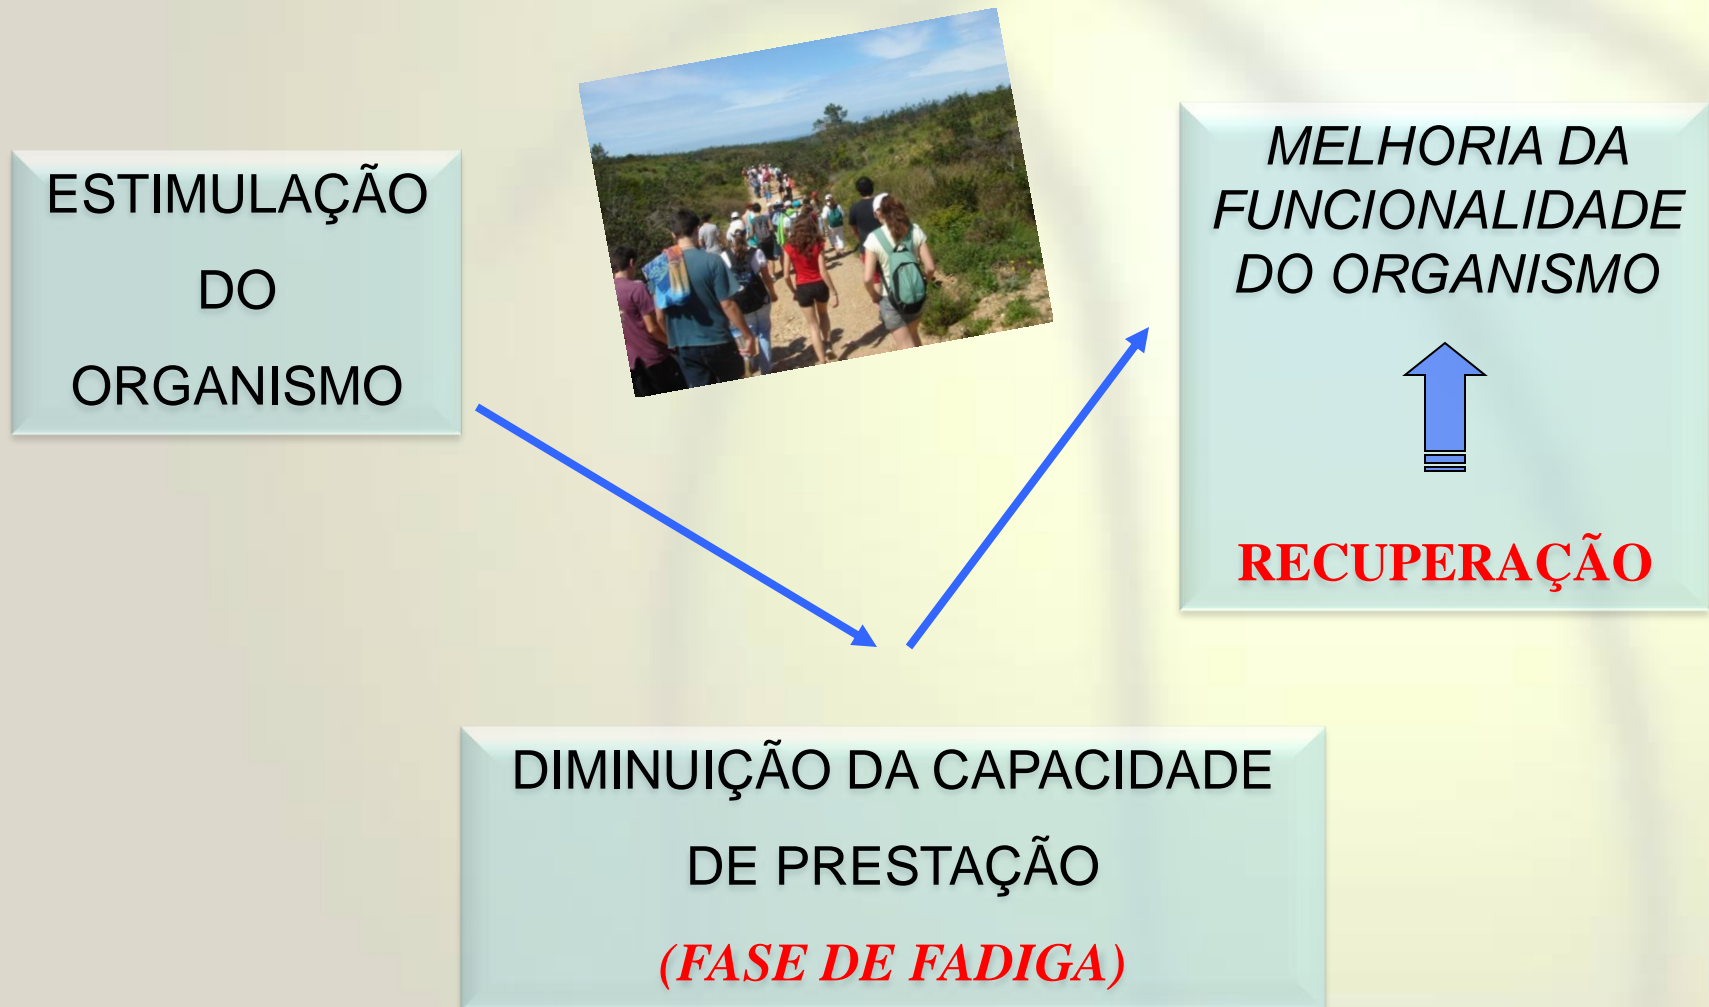 ESTIMULAÇÃO
DO
ORGANISMO
MELHORIA DA
FUNCIONALIDADE
DO ORGANISMO
RECUPERAÇÃO
DIMINUIÇÃO DA CAPACIDADE
DE PRESTAÇÃO
(FASE DE FADIGA)